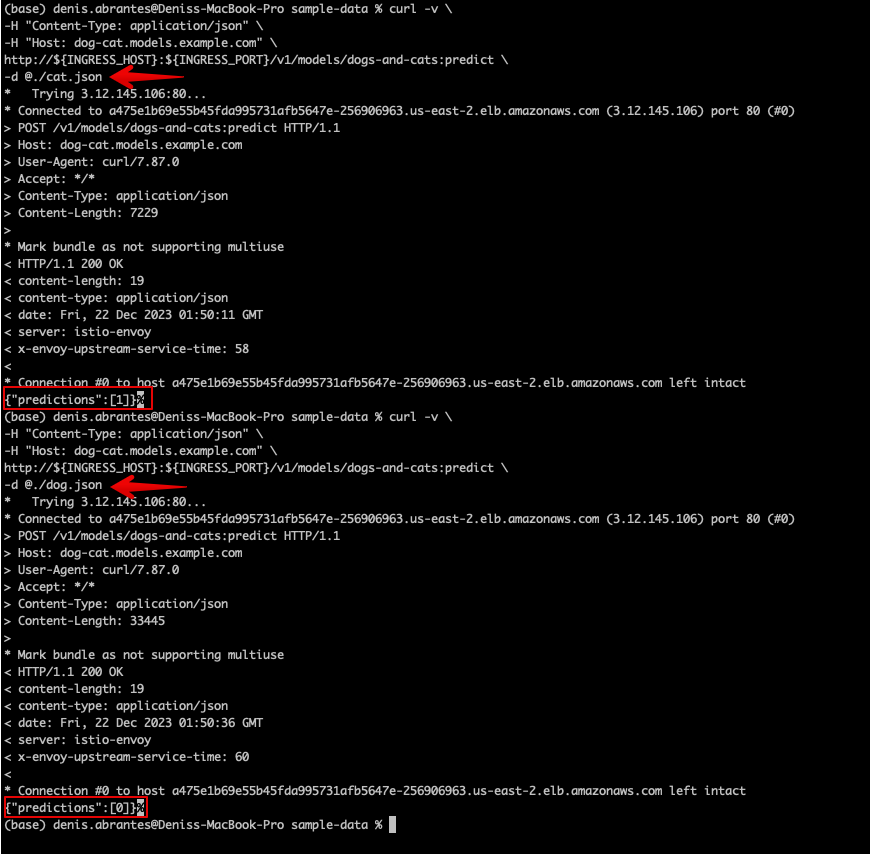 (base) denis.abrantes@Deniss-MacBook-Pro sample-data % curl -v \
-H "Content-Type: application/json" \
-H "Host: dog-cat.models.example.com" \
http://${INGRESS_HOST}:${INGRESS_PORT}/v1/models/dogs-and-cats:predict \
-d @./cat.json
*   Trying 3.12.145.106:80...
* Connected to a475e1b69e55b45fda995731afb5647e-256906963.us-east-2.elb.amazonaws.com (3.12.145.106) port 80 (#0)
> POST /v1/models/dogs-and-cats:predict HTTP/1.1
> Host: dog-cat.models.example.com
> User-Agent: curl/7.87.0
> Accept: */*
> Content-Type: application/json
> Content-Length: 7229
>
* Mark bundle as not supporting multiuse
< HTTP/1.1 200 OK
< content-length: 19
< content-type: application/json
< date: Fri, 22 Dec 2023 01:50:11 GMT
< server: istio-envoy
< x-envoy-upstream-service-time: 58
<
* Connection #0 to host a475e1b69e55b45fda995731afb5647e-256906963.us-east-2.elb.amazonaws.com left intact
{"predictions":[1]}%
(base) denis.abrantes@Deniss-MacBook-Pro sample-data % curl -v \
-H "Content-Type: application/json" \
-H "Host: dog-cat.models.example.com" \
http://${INGRESS_HOST}:${INGRESS_PORT}/v1/models/dogs-and-cats:predict \
-d @./dog.json
*   Trying 3.12.145.106:80...
* Connected to a475e1b69e55b45fda995731afb5647e-256906963.us-east-2.elb.amazonaws.com (3.12.145.106) port 80 (#0)
> POST /v1/models/dogs-and-cats:predict HTTP/1.1
> Host: dog-cat.models.example.com
> User-Agent: curl/7.87.0
> Accept: */*
> Content-Type: application/json
> Content-Length: 33445
>
* Mark bundle as not supporting multiuse
< HTTP/1.1 200 OK
< content-length: 19
< content-type: application/json
< date: Fri, 22 Dec 2023 01:50:36 GMT
< server: istio-envoy
< x-envoy-upstream-service-time: 60
<
* Connection #0 to host a475e1b69e55b45fda995731afb5647e-256906963.us-east-2.elb.amazonaws.com left intact
{"predictions":[0]}%
(base) denis.abrantes@Deniss-MacBook-Pro sample-data %